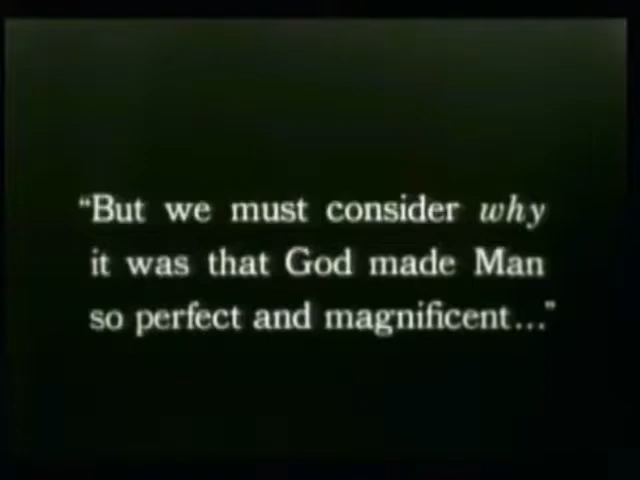 “But we must consider why
it was that God made Man
so perfect and magnificent...”